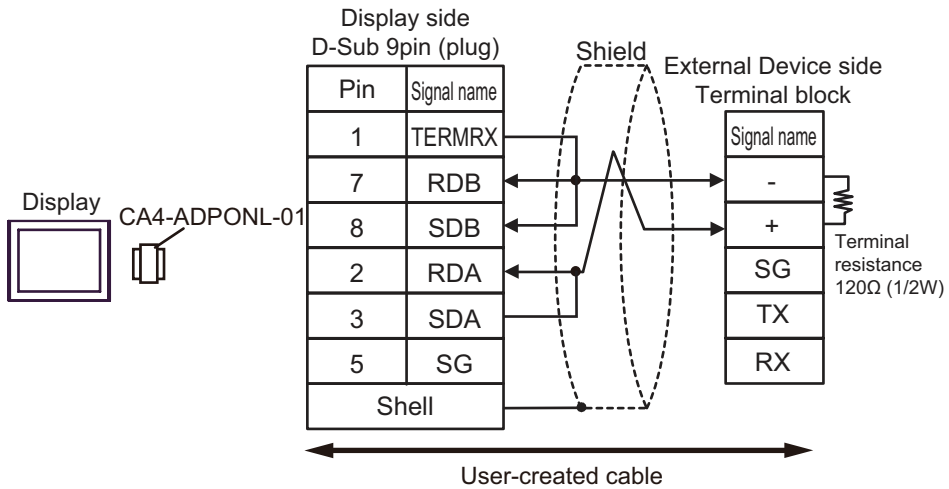 Display side
D-Sub 9pin (plug)
Shield
External Device side
Terminal block
Pin Signal name
1 TERMRX
7 RDB
8 SDB
2 RDA
3 SDA
5 SG
Shell
Signal name
-
+
SG
TX
RX
Display
CA4-ADPONL-01
Terminal
resistance
120Ω (1/2W)
User-created cable